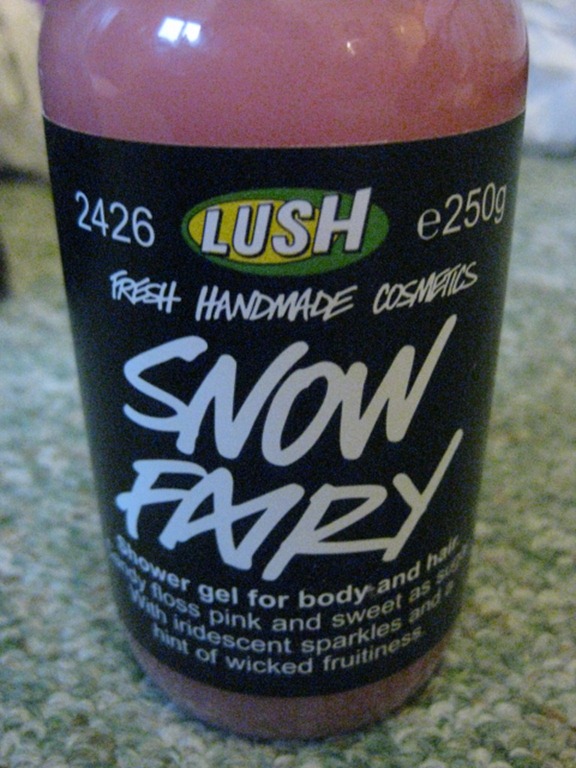 2426 LUSH e250g
FRESH HANDMADE COSMETICS
SNOW
FAIRY
Shower gel for body and hair.
floss pink and sweet as
With iridescent sparkles and a
hint of wicked fruitiness.